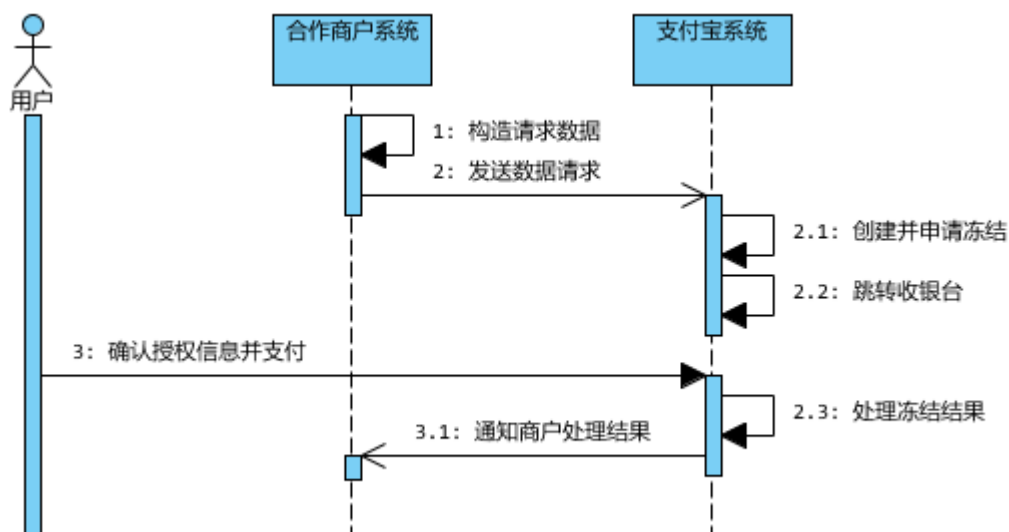 合作商户系统
支付宝系统
用户
1: 构造请求数据
2: 发送数据请求
2.1: 创建并申请冻结
2.2: 跳转收银台
3: 确认授权信息并支付
2.3: 处理冻结结果
3.1: 通知商户处理结果